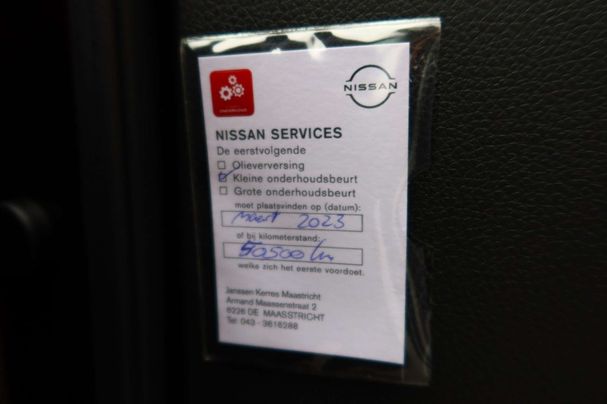 NISSAN
NISSAN SERVICES
De eerstvolgende
Olieverversing
Kleine onderhoudsbeurt
Grote onderhoudsbeurt
moet plaatsvinden op (datum):
Maart 2023
of bij kilometerstand:
50500 km
welke zich het eerste voordoet.
Janssen Kerres Maastricht
Armand Maassenstraat 2
6226 DE MAASSTRICHT
Tel: 043 - 3616288